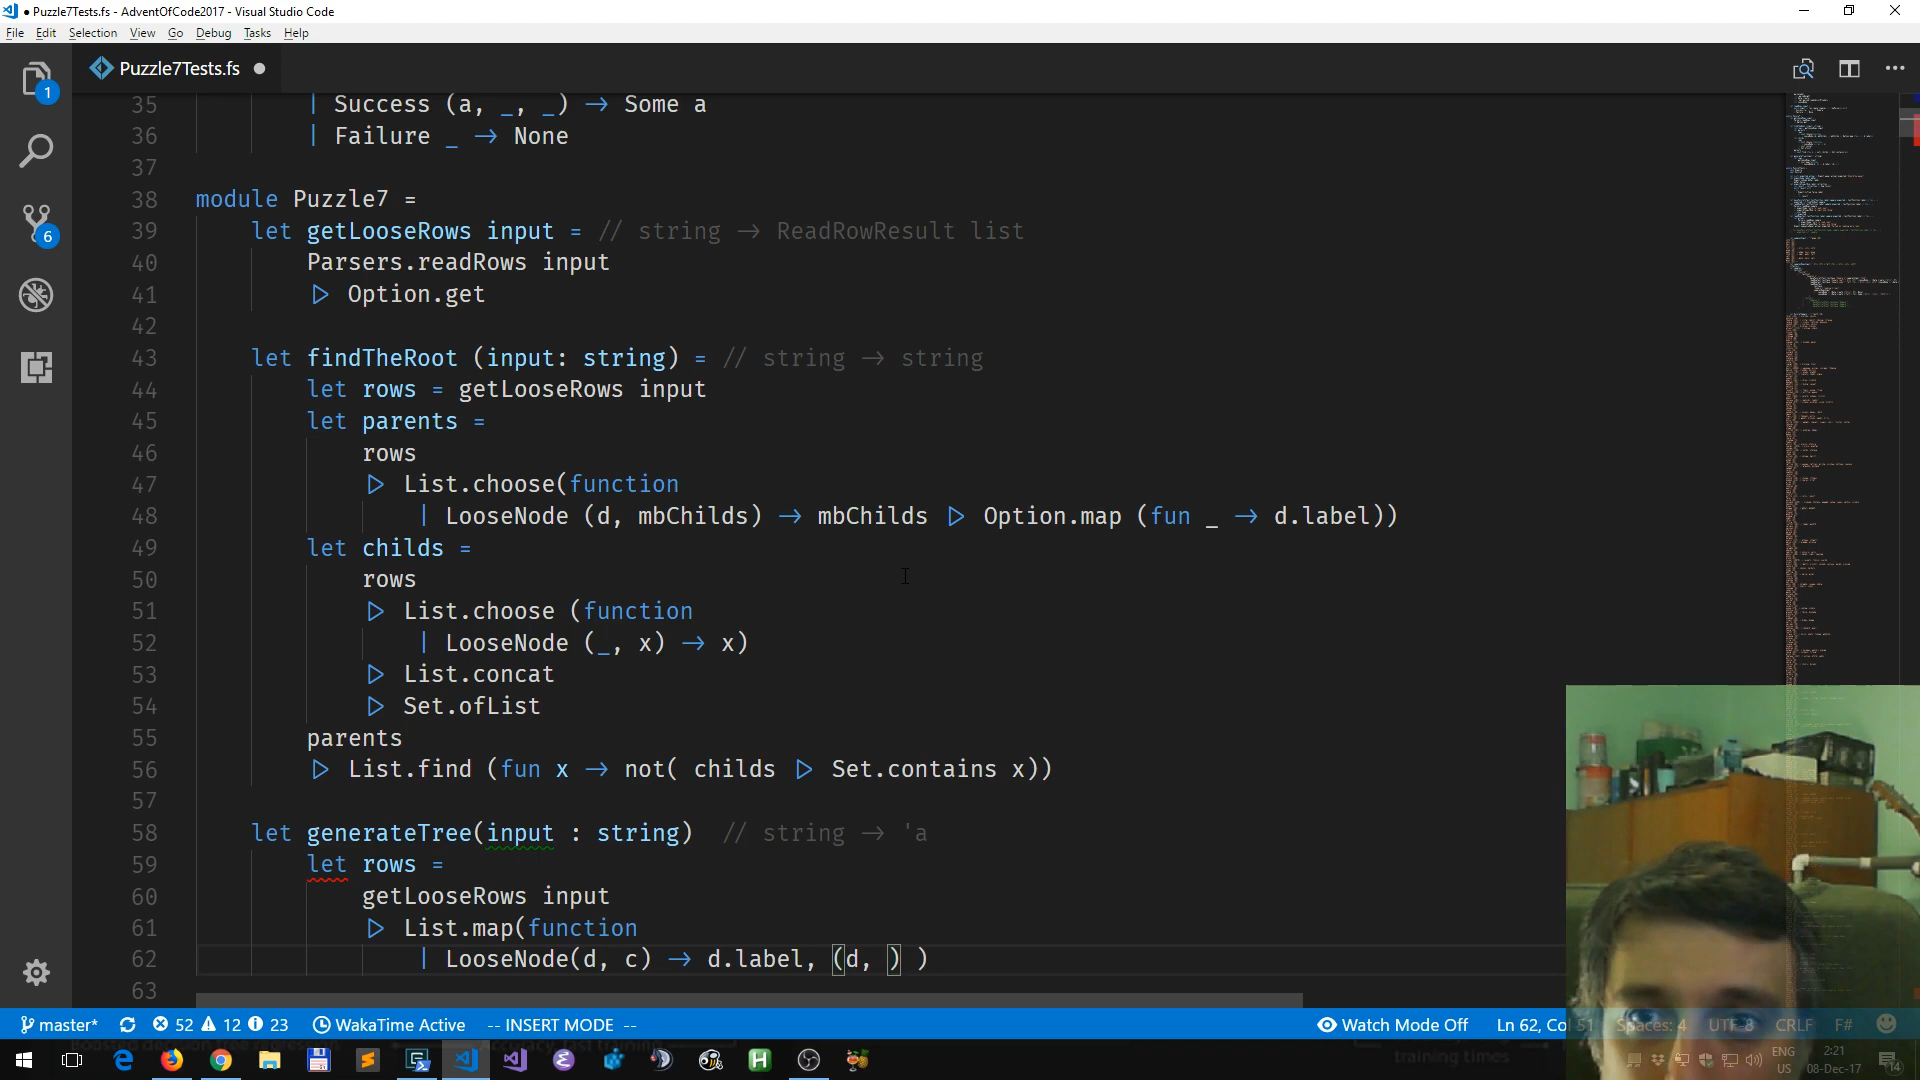 ● Puzzle7Tests.fs - AdventOfCode2017 - Visual Studio Code
File Edit Selection View Go Debug Tasks Help
Puzzle7Tests.fs ●
1
6
35 | Success (a, _, _) → Some a
36 | Failure _ → None
37
38 module Puzzle7 =
39 let getLooseRows input = // string → ReadRowResult list
40 Parsers.readRows input
41 ▷ Option.get
42
43 let findTheRoot (input: string) = // string → string
44 let rows = getLooseRows input
45 let parents =
46 rows
47 ▷ List.choose(function
48 | LooseNode (d, mbChilds) → mbChilds ▷ Option.map (fun _ → d.label))
49 let childs =
50 rows
51 ▷ List.choose (function
52 | LooseNode (_, x) → x)
53 ▷ List.concat
54 ▷ Set.ofList
55 parents
56 ▷ List.find (fun x → not( childs ▷ Set.contains x))
57
58 let generateTree(input : string) // string → 'a
59 let rows =
60 getLooseRows input
61 ▷ List.map(function
62 | LooseNode(d, c) → d.label, (d, ) )
63
master* 52 12 23 WakaTime Active -- INSERT MODE -- Watch Mode Off Ln 62, Col 51 Spaces: 4 UTF-8 CRLF F#
training times
ENG 2:21
US 08-Dec-17 14